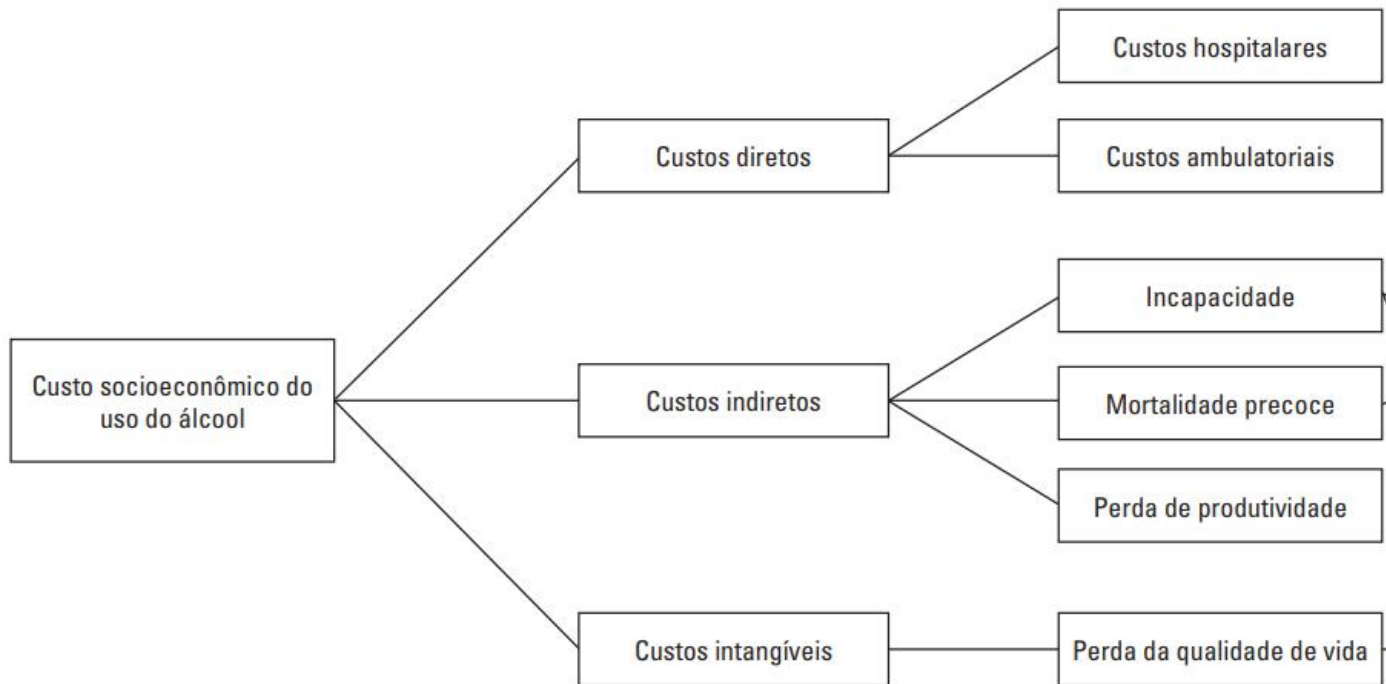 Custos hospitalares
Custos diretos
Custos ambulatoriais
Incapacidade
Custo socioeconômico do
uso do álcool
Custos indiretos
Mortalidade precoce
Perda de produtividade
Custos intangíveis
Perda da qualidade de vida